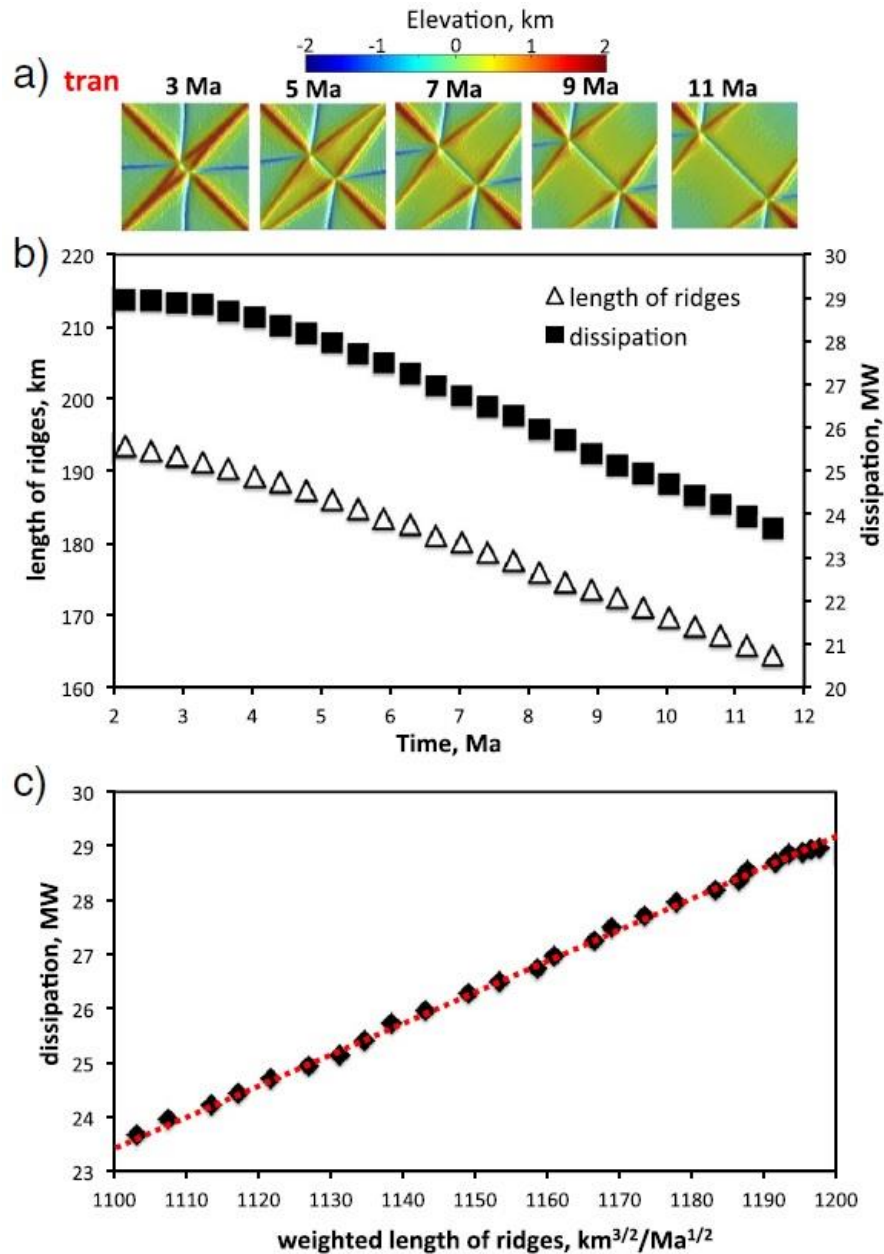 Elevation, km
-2 -1 0 1 2
a) tran 3 Ma 5 Ma 7 Ma 9 Ma 11 Ma
b)
220
210
200
190
180
170
160
length of ridges, km
30
29
28
27
26
25
24
23
22
21
20
dissipation, MW
length of ridges
dissipation
2 3 4 5 6 7 8 9 10 11 12
Time, Ma
c)
30
29
28
27
26
25
24
23
dissipation, MW
1100 1110 1120 1130 1140 1150 1160 1170 1180 1190 1200
weighted length of ridges, km3/2/Ma1/2